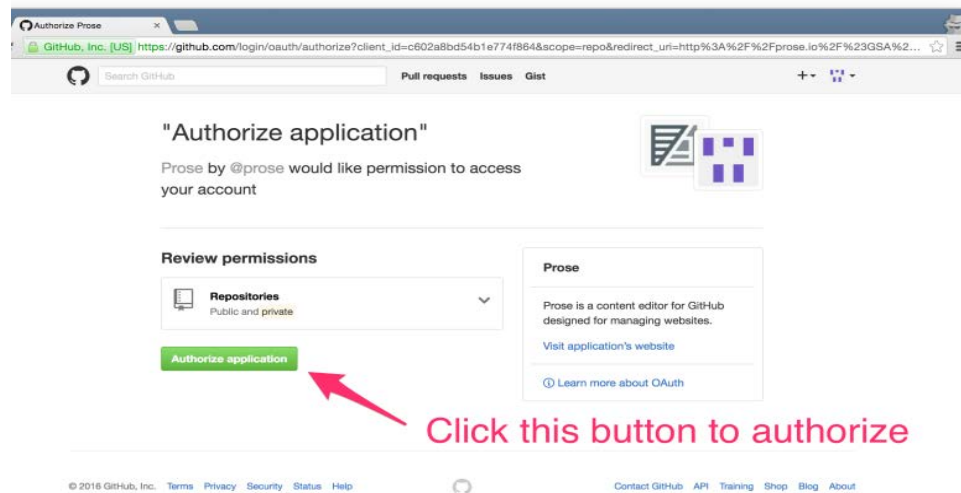 Authorize Prose
GitHub, Inc. [US] https://github.com/login/oauth/authorize?client_id=c602a8bd54b1e774f864&scope=repo&redirect_uri=http%3A%2F%2Fprose.io%2F%23GSA%2...
Search GitHub Pull requests Issues Gist
"Authorize application"
Prose by @prose would like permission to access
your account
Review permissions
Repositories
Public and private
Authorize application
Prose
Prose is a content editor for GitHub
designed for managing websites.
Visit application's website
Learn more about OAuth
Click this button to authorize
© 2016 GitHub, Inc. Terms Privacy Security Status Help Contact GitHub API Training Shop Blog About